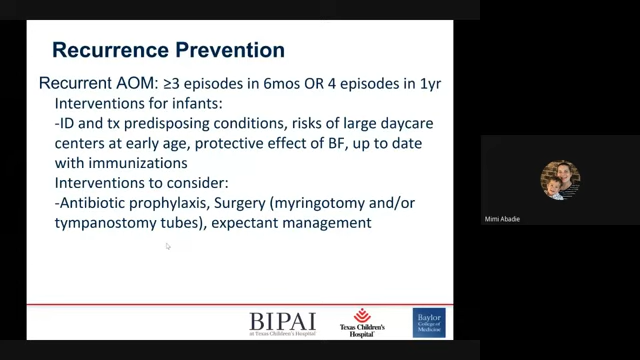 Recurrence Prevention
Recurrent AOM: ≥3 episodes in 6mos OR 4 episodes in 1yr
Interventions for infants:
-ID and tx predisposing conditions, risks of large daycare
centers at early age, protective effect of BF, up to date
with immunizations
Interventions to consider:
-Antibiotic prophylaxis, Surgery (myringotomy and/or
tympanostomy tubes), expectant management
Mimi Abadie
BIPAI
at Texas Children's Hospital
Texas Children's
Hospital
Baylor
College of
Medicine